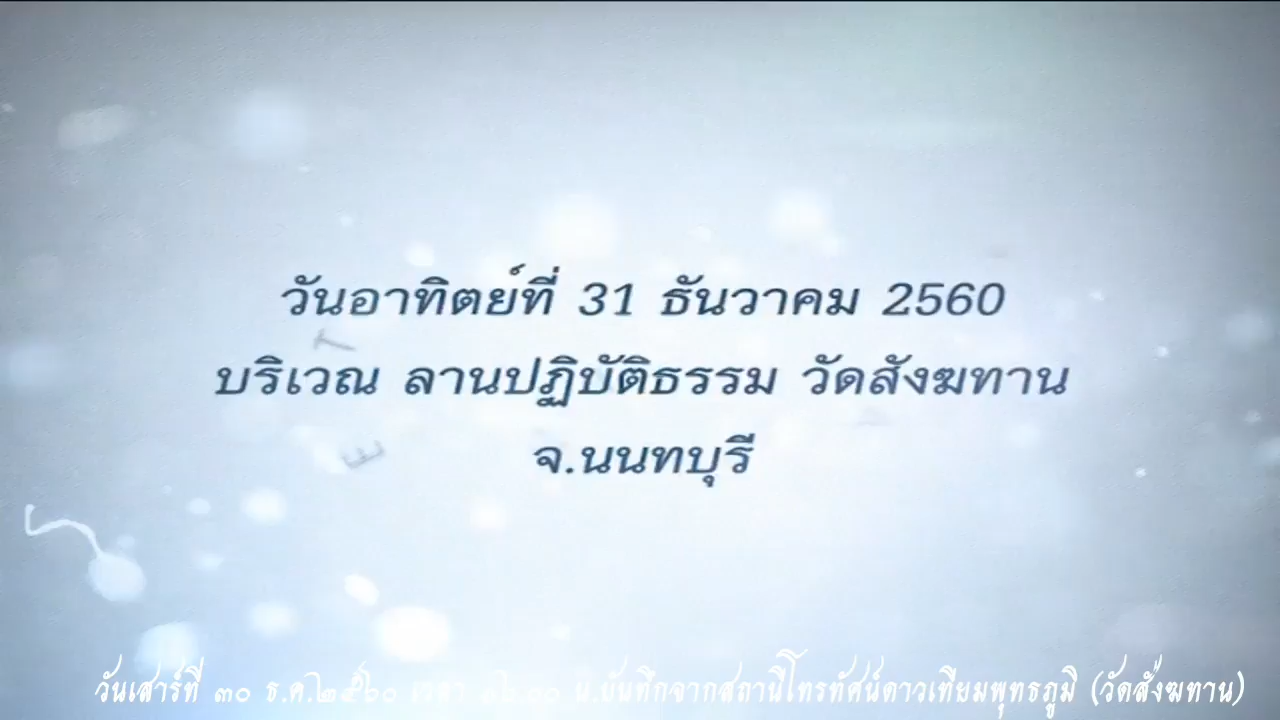 วันอาทิตย์ที่ 31 ธันวาคม 2560
บริเวณ ลานปฏิบัติธรรม วัดสังฆทาน
จ.นนทบุรี
วันเสาร์ที่ ๓๐ ธ.ค.๒๕๖๐ เวลา น.บันทึกจากสถานีโทรทัศน์ดาวเทียมพุทธภูมิ (วัดสังฆทาน)